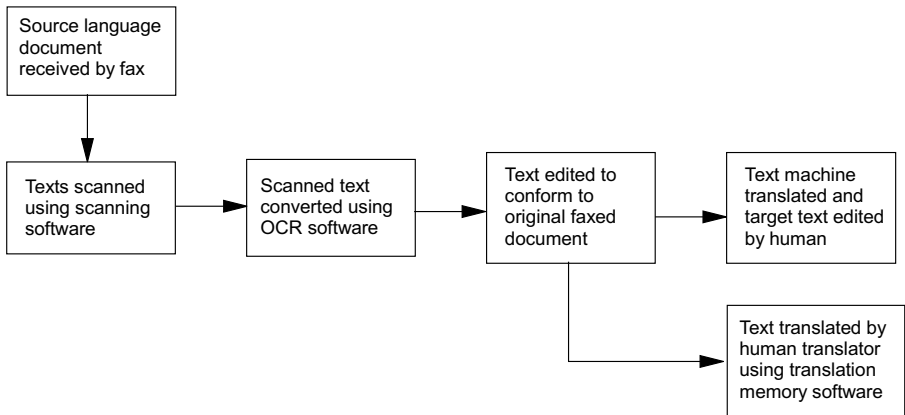 Source language
document
received by fax
Texts scanned
using scanning
software
Scanned text
converted using
OCR software
Text edited to
conform to
original faxed
document
Text machine
translated and
target text edited
by human
Text translated by
human translator
using translation
memory software